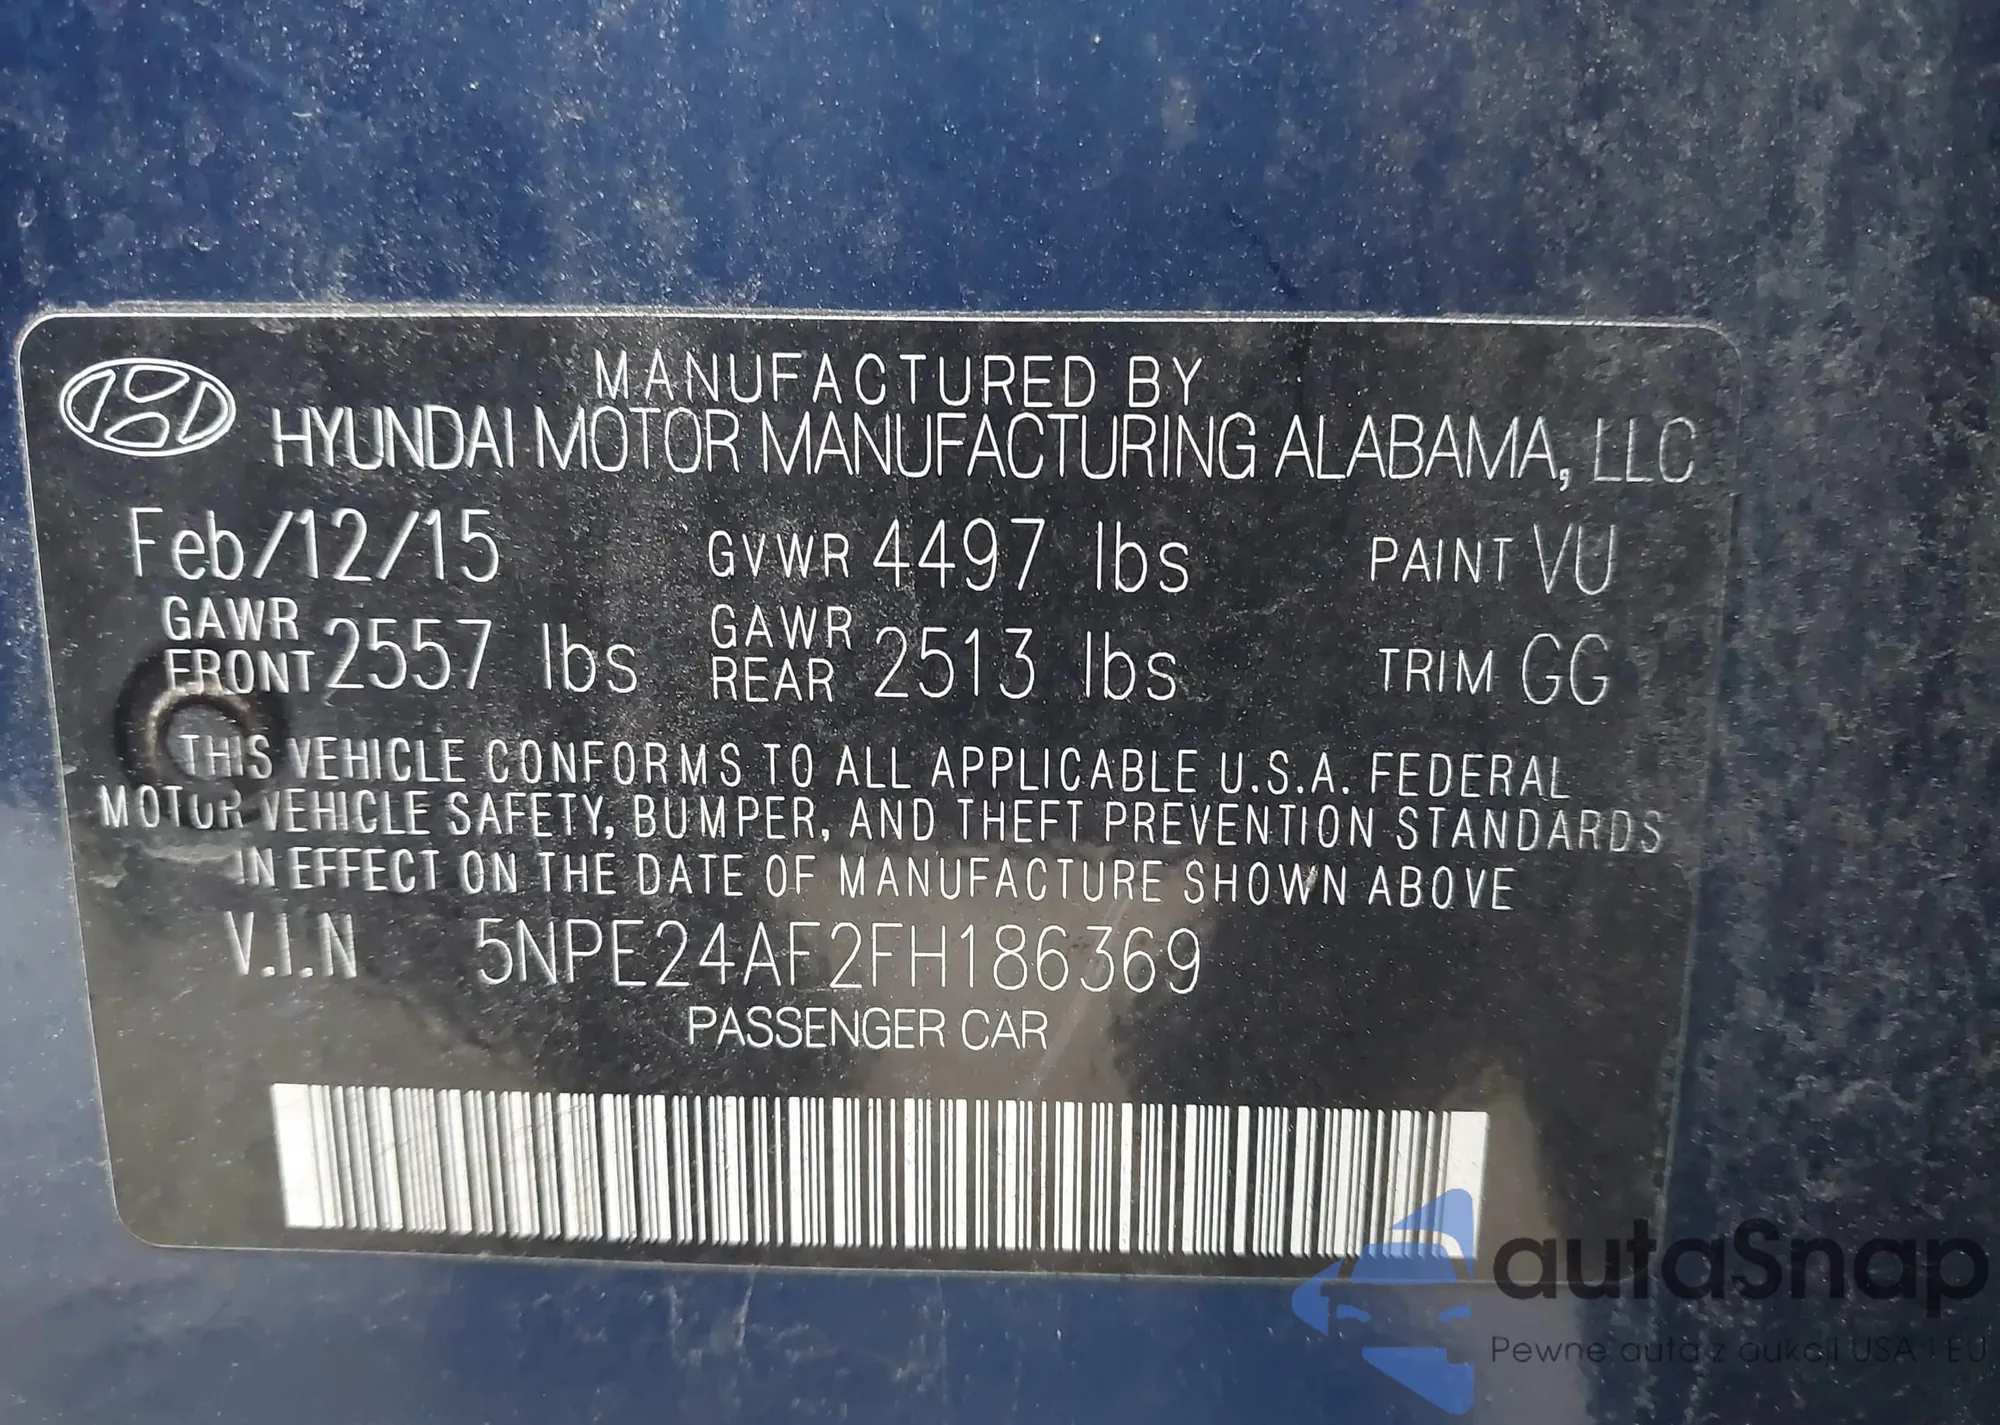 MANUFACTURED BY
HYUNDAI MOTOR MANUFACTURING ALABAMA, LLC
Feb/12/15 GVWR 4497 lbs PAINT VU
GAWR FRONT 2557 lbs GAWR REAR 2513 lbs TRIM GG
THIS VEHICLE CONFORMS TO ALL APPLICABLE U.S.A. FEDERAL
MOTOR VEHICLE SAFETY, BUMPER, AND THEFT PREVENTION STANDARDS
IN EFFECT ON THE DATE OF MANUFACTURE SHOWN ABOVE
V.I.N 5NPE24AF2FH186369
PASSENGER CAR
autaSnap
Pewne auta z aukcji USA i EU